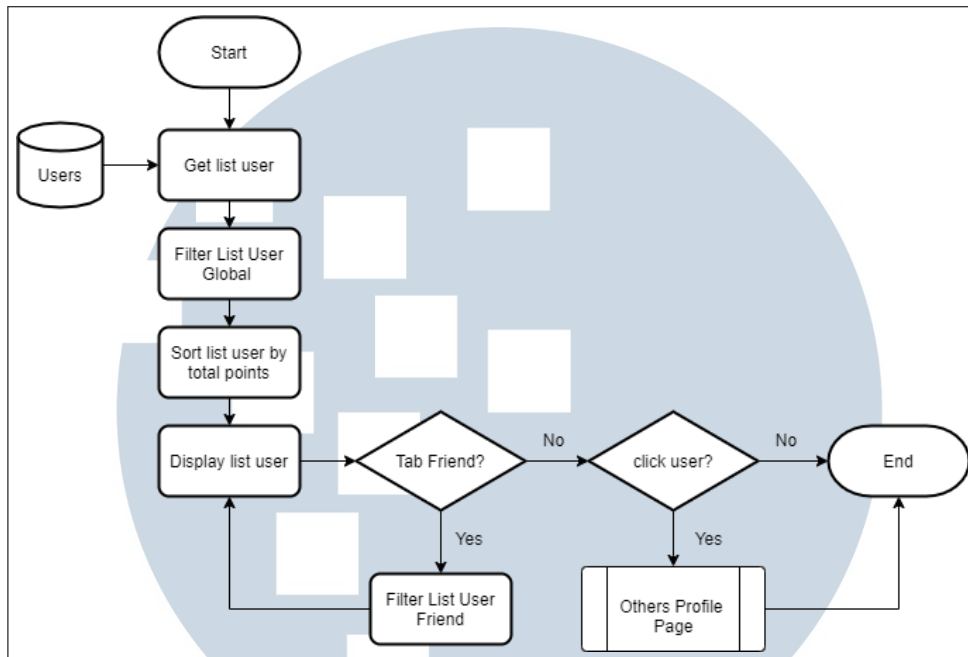 Start
Users
Get list user
Filter List User
Global
Sort list user by
total points
Display list user
Tab Friend?
No
click user?
No
End
Yes
Yes
Filter List User
Friend
Others Profile
Page